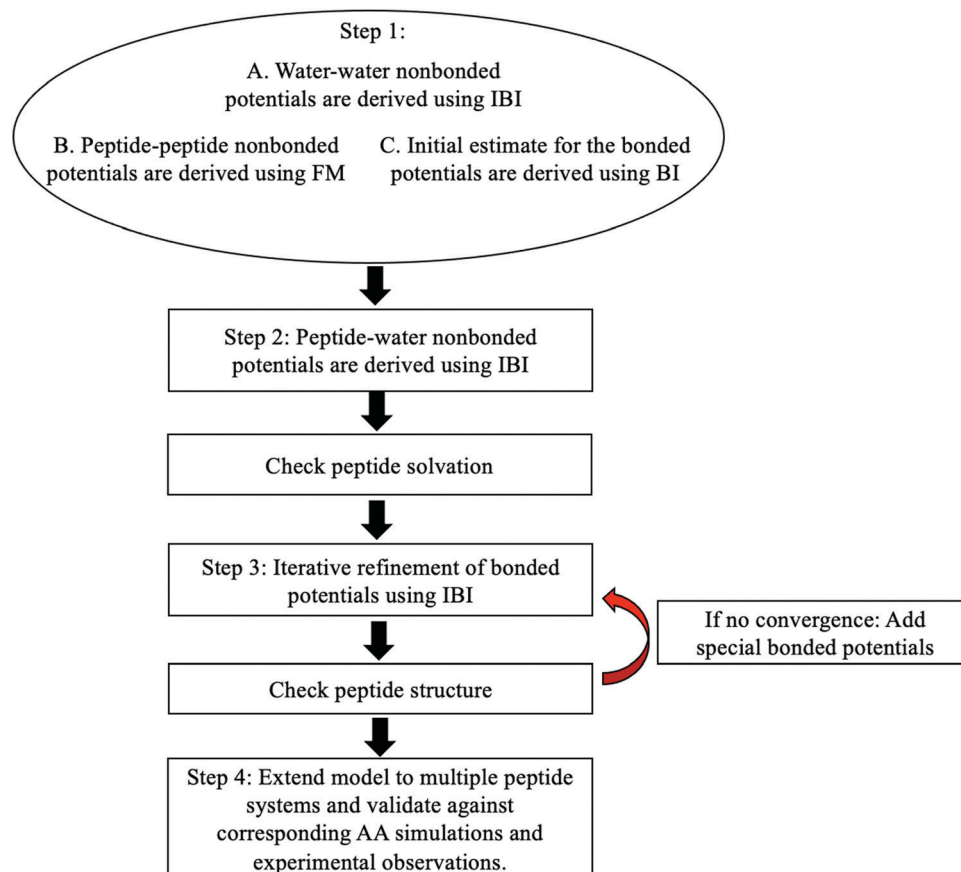 Step 1:
A. Water-water nonbonded
potentials are derived using IBI
B. Peptide-peptide nonbonded
potentials are derived using FM
C. Initial estimate for the bonded
potentials are derived using BI
Step 2: Peptide-water nonbonded
potentials are derived using IBI
Check peptide solvation
Step 3: Iterative refinement of bonded
potentials using IBI
If no convergence: Add
special bonded potentials
Check peptide structure
Step 4: Extend model to multiple peptide
systems and validate against
corresponding AA simulations and
experimental observations.